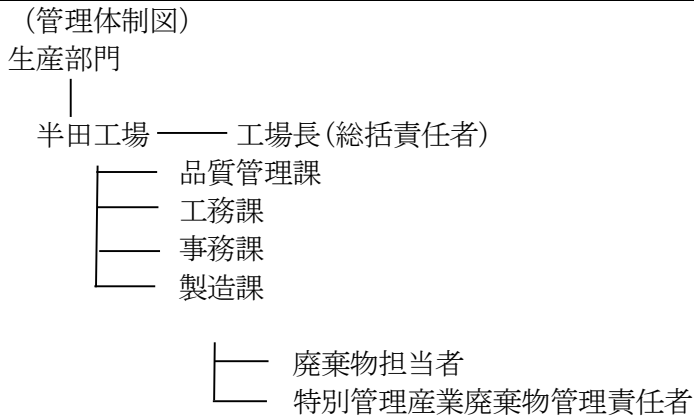 (管理体制図)
生産部門
半田工場 工場長(総括責任者)
品質管理課
工務課
事務課
製造課
廃棄物担当者
特別管理産業廃棄物管理責任者